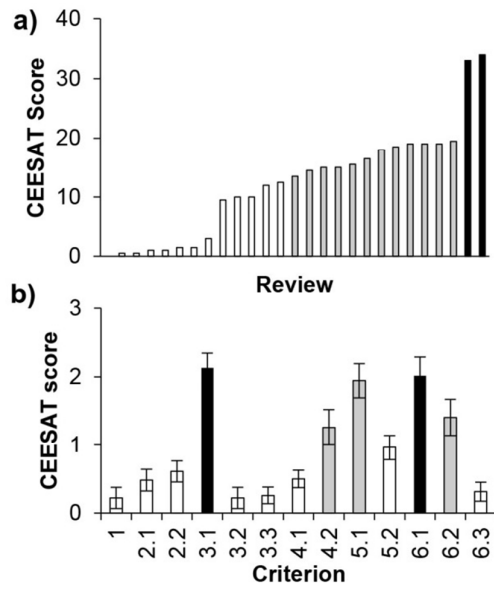 a)
CEESAT Score
40
30
20
10
0
Review
b)
CEESAT score
3
2
1
0
1 2.1 2.2 3.1 3.2 3.3 4.1 4.2 5.1 5.2 6.1 6.2 6.3
Criterion